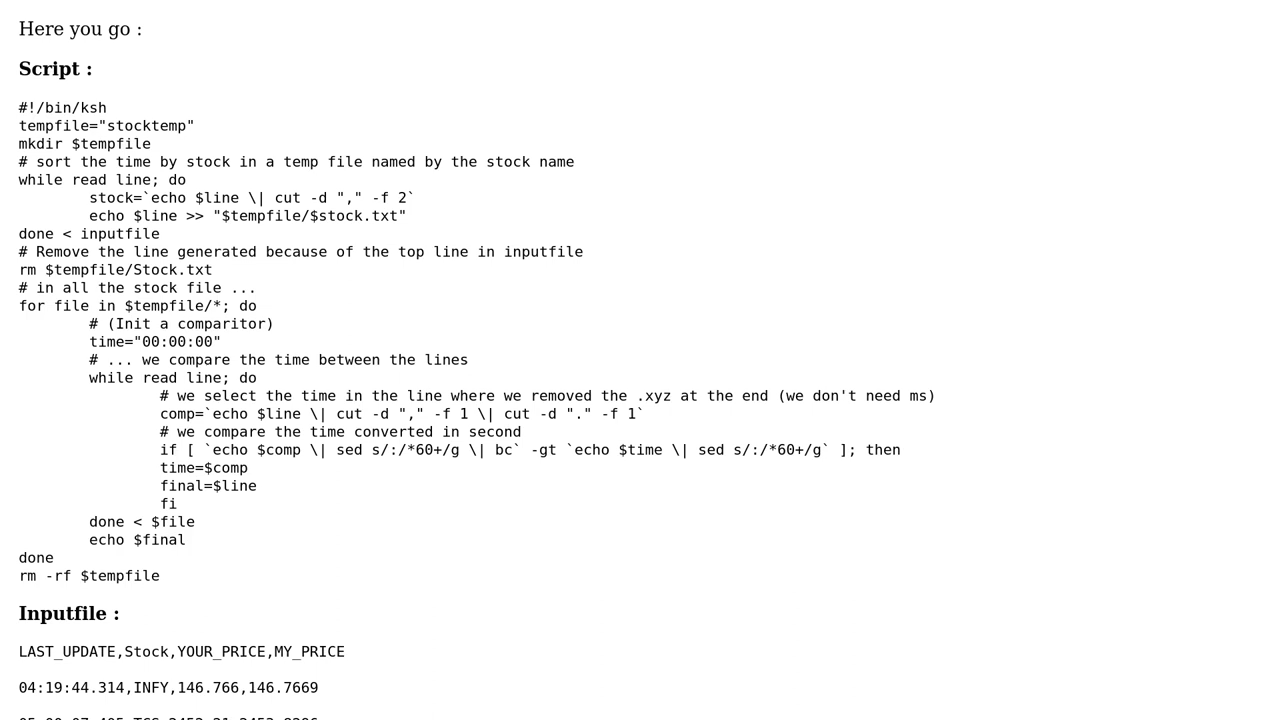 Here you go :
Script :
#!/bin/ksh
tempfile="stocktemp"
mkdir $tempfile
# sort the time by stock in a temp file named by the stock name
while read line; do
        stock=`echo $line \| cut -d "," -f 2`
        echo $line >> "$tempfile/$stock.txt"
done < inputfile
# Remove the line generated because of the top line in inputfile
rm $tempfile/Stock.txt
# in all the stock file ...
for file in $tempfile/*; do
        # (Init a comparitor)
        time="00:00:00"
        # ... we compare the time between the lines
        while read line; do
                # we select the time in the line where we removed the .xyz at the end (we don't need ms)
                comp=`echo $line \| cut -d "," -f 1 \| cut -d "." -f 1`
                # we compare the time converted in second
                if [ `echo $comp \| sed s/:/*60+/g \| bc` -gt `echo $time \| sed s/:/*60+/g` ]; then
                time=$comp
                final=$line
                fi
        done < $file
        echo $final
done
rm -rf $tempfile
Inputfile :
LAST_UPDATE,Stock,YOUR_PRICE,MY_PRICE
04:19:44.314,INFY,146.766,146.7669